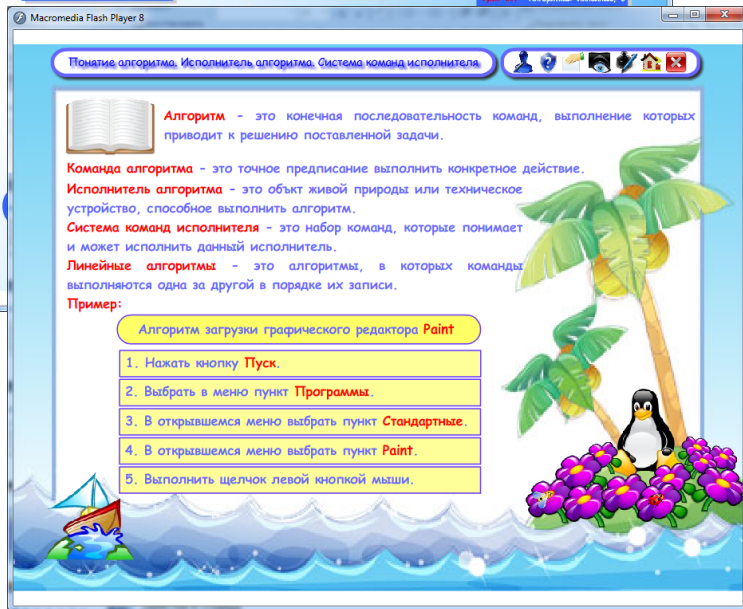 Macromedia Flash Player 8
Понятие алгоритма. Исполнитель алгоритма. Система команд исполнителя
Алгоритм - это конечная последовательность команд, выполнение которых
приводит к решению поставленной задачи.
Команда алгоритма - это точное предписание выполнить конкретное действие.
Исполнитель алгоритма - это объкт живой природы или техническое
устройство, способное выполнить алгоритм.
Система команд исполнителя - это набор команд, которые понимает
и может исполнить данный исполнитель.
Линейные алгоритмы - это алгоритмы, в которых команды
выполняются одна за другой в порядке их записи.
Пример:
Алгоритм загрузки графического редактора Paint
1. Нажать кнопку Пуск.
2. Выбрать в меню пункт Программы.
3. В открывшемся меню выбрать пункт Стандартные.
4. В открывшемся меню выбрать пункт Paint.
5. Выполнить щелчок левой кнопкой мыши.